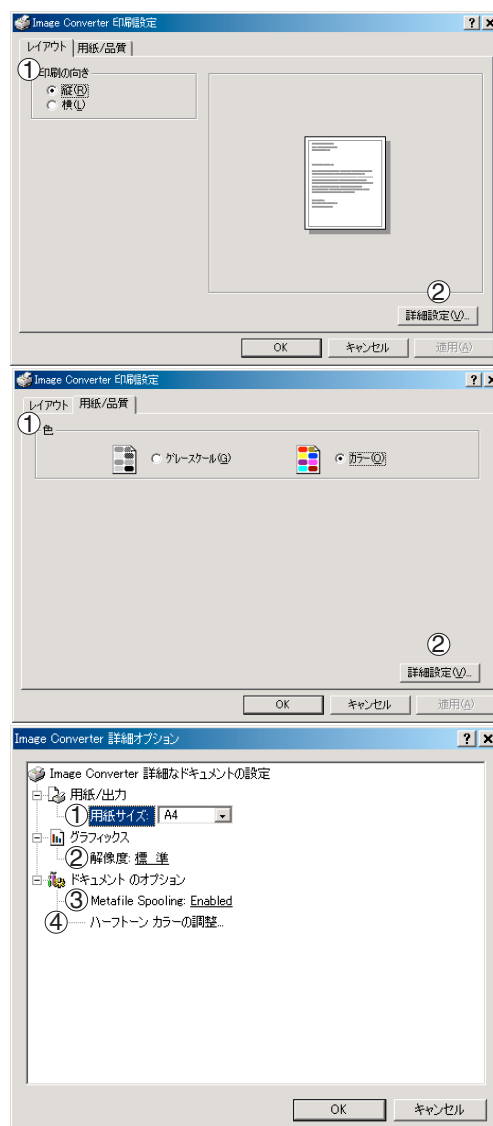 Image Converter 印刷設定
レイアウト 用紙/品質
① 印刷の向き
縦(R)
横(L)
②
詳細設定(V)...
OK キャンセル 適用(A)
Image Converter 印刷設定
レイアウト 用紙/品質
① 色
グレースケール(G) カラー(O)
②
詳細設定(V)...
OK キャンセル 適用(A)
Image Converter 詳細オプション
Image Converter 詳細なドキュメントの設定
用紙/出力
① 用紙サイズ: A4
グラフィックス
② 解像度: 標 準
ドキュメント のオプション
③ Metafile Spooling: Enabled
④ ハーフトーン カラーの調整...
OK キャンセル